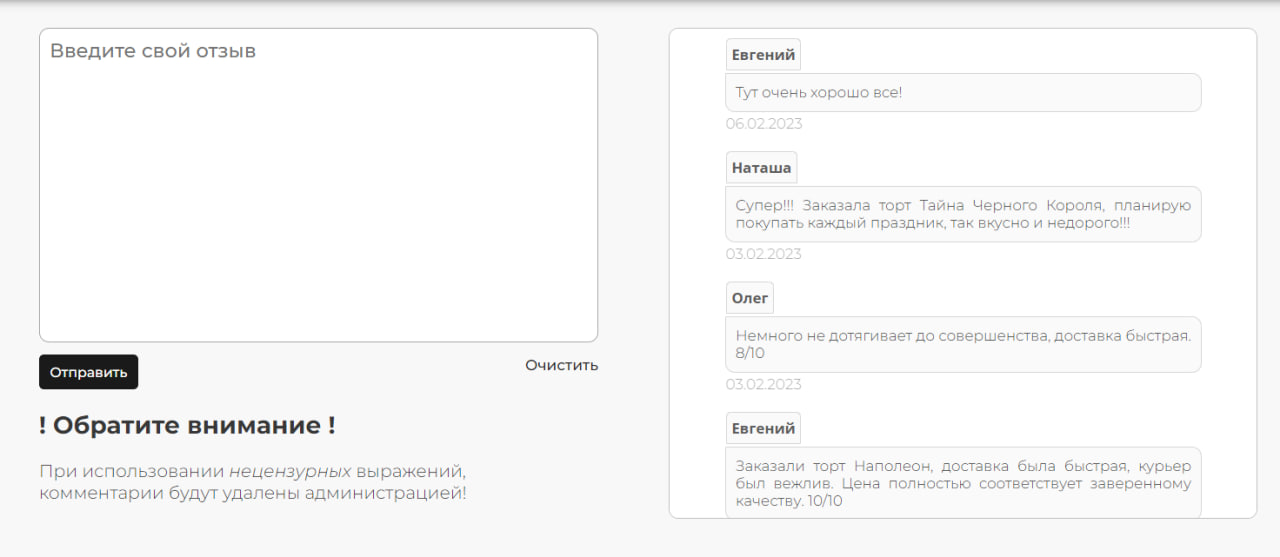 Введите свой отзыв
Отправить
Очистить
! Обратите внимание !
При использовании нецензурных выражений,
комментарии будут удалены администрацией!
Евгений
Тут очень хорошо все!
06.02.2023
Наташа
Супер!!! Заказала торт Тайна Черного Короля, планирую
покупать каждый праздник, так вкусно и недорого!!!
03.02.2023
Олег
Немного не дотягивает до совершенства, доставка быстрая.
8/10
03.02.2023
Евгений
Заказали торт Наполеон, доставка была быстрая, курьер
был вежлив. Цена полностью соответствует заверенному
качеству. 10/10